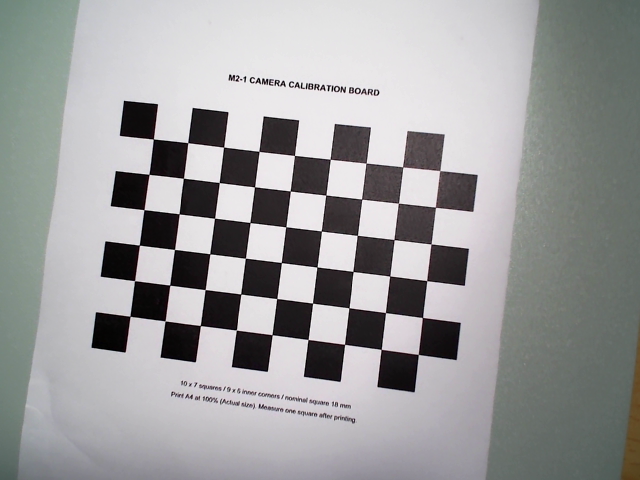 M2-1 CAMERA CALIBRATION BOARD
10 x 7 squares / 9 x 6 inner corners / nominal square 18 mm
Print A4 at 100% (Actual size). Measure one square after printing.